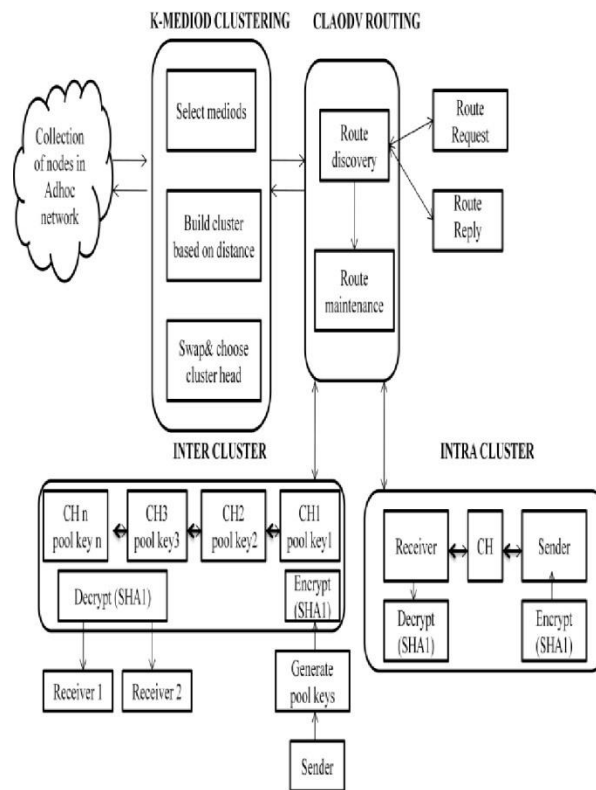 K-MEDIOD CLUSTERING
CLAODV ROUTING
Collection
of nodes in
Adhoc
network
Select mediods
Build cluster
based on distance
Swap& choose
cluster head
Route
discovery
Route
maintenance
Route
Request
Route
Reply
INTER CLUSTER
CH n
pool key n
CH3
pool key3
CH2
pool key2
CH1
pool key1
Decrypt (SHA1)
Encrypt
(SHA1)
Receiver 1
Receiver 2
Generate
pool keys
Sender
INTRA CLUSTER
Receiver
CH
Sender
Decrypt
(SHA1)
Encrypt
(SHA1)